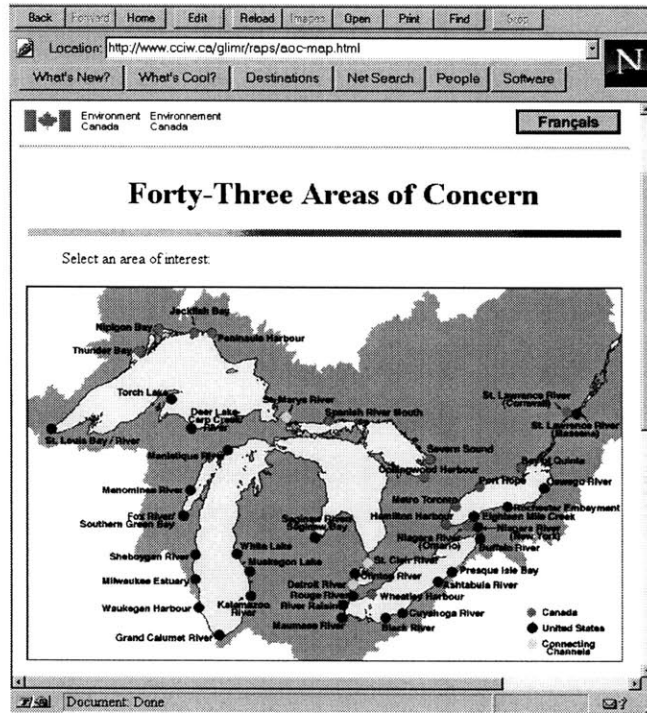 Back Forward Home Edit Reload Images Open Print Find Stop
Location: http://www.cciw.ca/glimr/raps/aoc-map.html
N
What's New? What's Cool? Destinations Net Search People Software
Environment Environnement
Canada Canada
Français
Forty-Three Areas of Concern
Select an area of interest:
Jackfish Bay
Nipigon Bay
Peninsula Harbour
Thunder Bay
Torch Lake
Deer Lake-
Carp Creek/
River
St. Marys River
Spanish River Mouth
St. Lawrence River
(Cornwall)
St. Louis Bay / River
St. Lawrence River
(Massena)
Manistique River
Severn Sound
Collingwood Harbour
Bay of Quinte
Port Hope
Oswego River
Menominee River
Metro Toronto
Rochester Embayment
Fox River/
Southern Green Bay
Saginaw River/
Saginaw Bay
Hamilton Harbour
Eighteen Mile Creek
Niagara River
(Ontario)
Niagara River
(New York)
Buffalo River
Sheboygan River
White Lake
Muskegon Lake
St. Clair River
Clinton River
Presque Isle Bay
Milwaukee Estuary
Detroit River
Ashtabula River
Rouge River
Wheatley Harbour
Waukegan Harbour
Kalamazoo
River
River Raisin
Cuyahoga River
Canada
Maumee River
Black River
United States
Grand Calumet River
Connecting
Channels
Document: Done
?